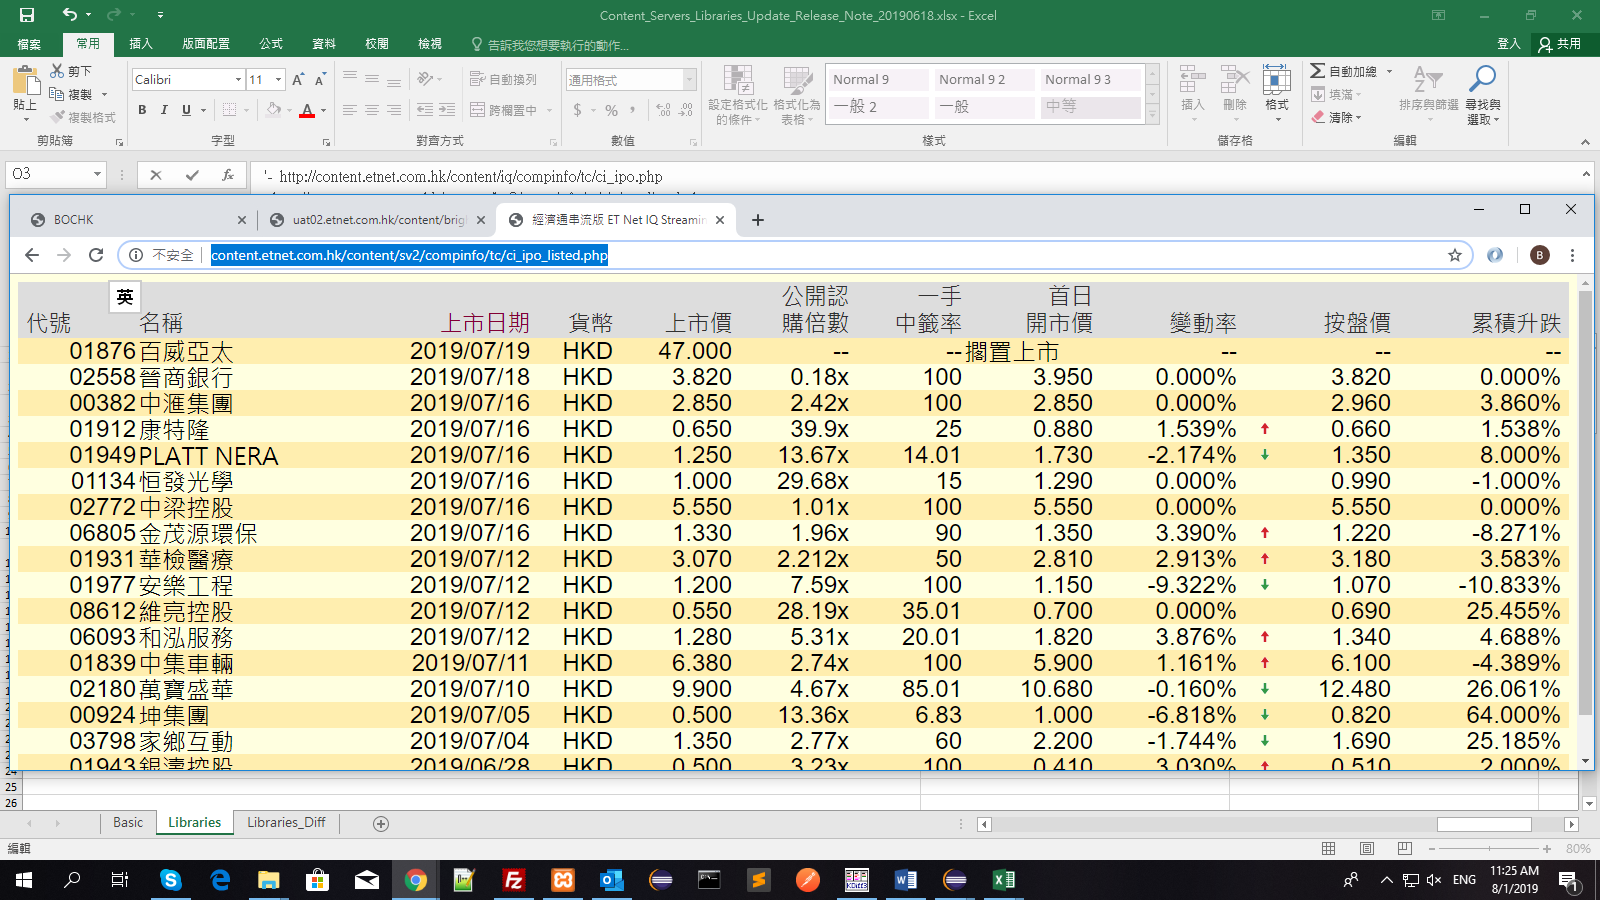 Content_Servers_Libraries_Update_Release_Note_20190618.xlsx - Excel
檔案 常用 插入 版面配置 公式 資料 校閱 檢視 告訴我您想要執行的動作... 登入 共用
貼上 剪下 複製 複製格式 剪貼簿
Calibri 11 B I U A 字型
自動換列 跨欄置中 對齊方式
通用格式 $ % , 數值
設定格式化的條件 格式化為表格
Normal 9 Normal 9 2 Normal 9 3
一般 2 一般 中等
樣式
插入 刪除 格式 儲存格
自動加總 填滿 清除 排序與篩選 尋找與選取 編輯
O3 fx '- http://content.etnet.com.hk/content/iq/compinfo/tc/ci_ipo.php
BOCHK uat02.etnet.com.hk/content/brig 經濟通串流版 ET Net IQ Streamin
不安全 content.etnet.com.hk/content/sv2/compinfo/tc/ci_ipo_listed.php B
英
代號 名稱 上市日期 貨幣 上市價 公開認購倍數 一手中籤率 首日開市價 變動率 按盤價 累積升跌
01876 百威亞太 2019/07/19 HKD 47.000 -- -- 擱置上市 -- -- --
02558 晉商銀行 2019/07/18 HKD 3.820 0.18x 100 3.950 0.000% 3.820 0.000%
00382 中滙集團 2019/07/16 HKD 2.850 2.42x 100 2.850 0.000% 2.960 3.860%
01912 康特隆 2019/07/16 HKD 0.650 39.9x 25 0.880 1.539% 0.660 1.538%
01949 PLATT NERA 2019/07/16 HKD 1.250 13.67x 14.01 1.730 -2.174% 1.350 8.000%
01134 恒發光學 2019/07/16 HKD 1.000 29.68x 15 1.290 0.000% 0.990 -1.000%
02772 中梁控股 2019/07/16 HKD 5.550 1.01x 100 5.550 0.000% 5.550 0.000%
06805 金茂源環保 2019/07/16 HKD 1.330 1.96x 90 1.350 3.390% 1.220 -8.271%
01931 華檢醫療 2019/07/12 HKD 3.070 2.212x 50 2.810 2.913% 3.180 3.583%
01977 安樂工程 2019/07/12 HKD 1.200 7.59x 100 1.150 -9.322% 1.070 -10.833%
08612 維亮控股 2019/07/12 HKD 0.550 28.19x 35.01 0.700 0.000% 0.690 25.455%
06093 和泓服務 2019/07/12 HKD 1.280 5.31x 20.01 1.820 3.876% 1.340 4.688%
01839 中集車輛 2019/07/11 HKD 6.380 2.74x 100 5.900 1.161% 6.100 -4.389%
02180 萬寶盛華 2019/07/10 HKD 9.900 4.67x 85.01 10.680 -0.160% 12.480 26.061%
00924 坤集團 2019/07/05 HKD 0.500 13.36x 6.83 1.000 -6.818% 0.820 64.000%
03798 家鄉互動 2019/07/04 HKD 1.350 2.77x 60 2.200 -1.744% 1.690 25.185%
01943 銀濤控股 2019/06/28 HKD 0.500 3.23x 100 0.410 3.030% 0.510 2.000%
24
25
26
Basic Libraries Libraries_Diff
編輯 80%
ENG 11:25 AM
8/1/2019 1